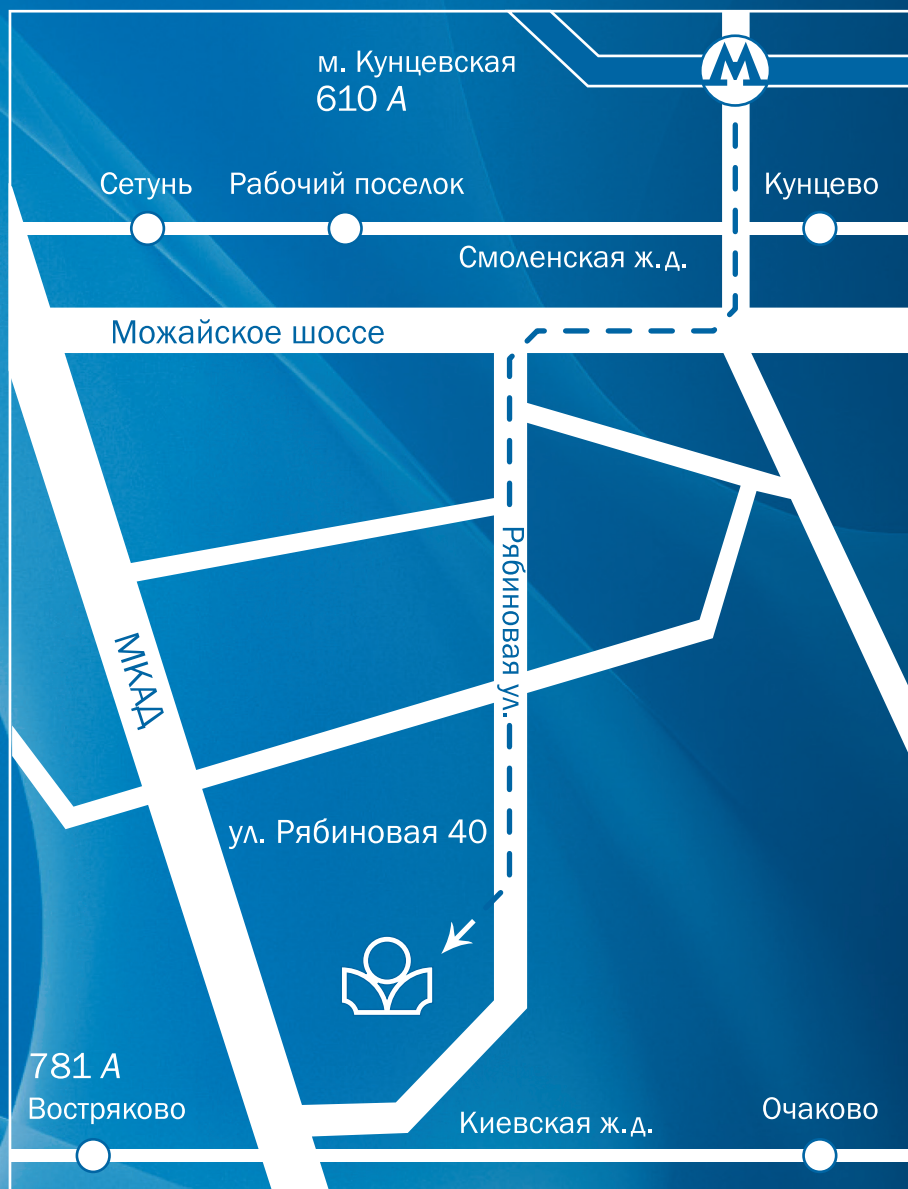 м. Кунцевская
610 А
М
Сетунь
Рабочий поселок
Кунцево
Смоленская ж.д.
Можайское шоссе
Рябиновая ул.
МКАД
ул. Рябиновая 40
781 А
Востряково
Киевская ж.д.
Очаково